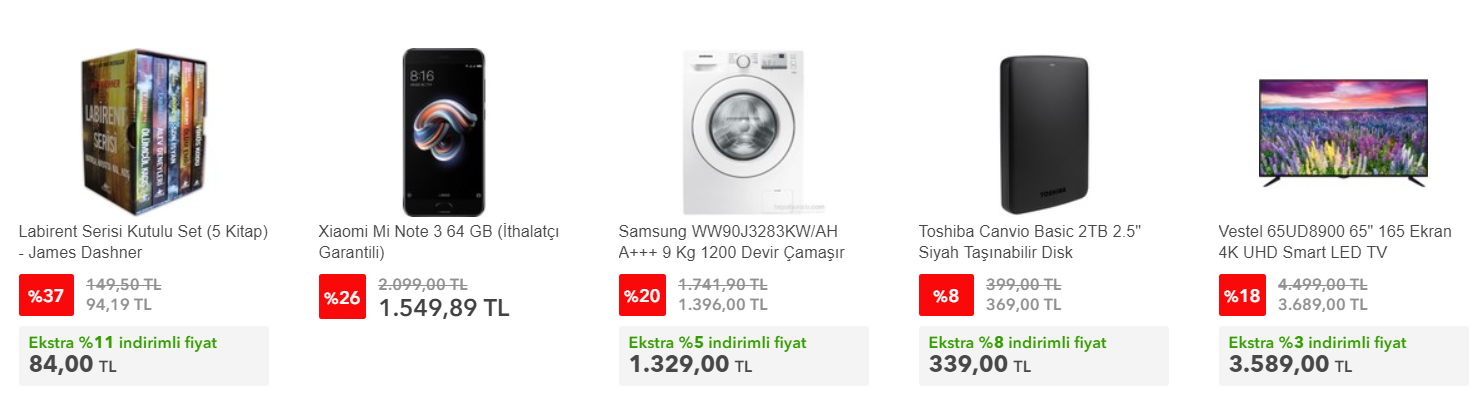 LABİRENT
SERİSİ
8:16
SAMSUNG
TOSHIBA
Labirent Serisi Kutulu Set (5 Kitap)
- James Dashner
%37
149,50 TL
94,19 TL
Ekstra %11 indirimli fiyat
84,00 TL
Xiaomi Mi Note 3 64 GB (İthalatçı
Garantili)
%26
2.099,00 TL
1.549,89 TL
Samsung WW90J3283KW/AH
A+++ 9 Kg 1200 Devir Çamaşır
%20
1.741,90 TL
1.396,00 TL
Ekstra %5 indirimli fiyat
1.329,00 TL
Toshiba Canvio Basic 2TB 2.5"
Siyah Taşınabilir Disk
%8
399,00 TL
369,00 TL
Ekstra %8 indirimli fiyat
339,00 TL
Vestel 65UD8900 65" 165 Ekran
4K UHD Smart LED TV
%18
4.499,00 TL
3.689,00 TL
Ekstra %3 indirimli fiyat
3.589,00 TL